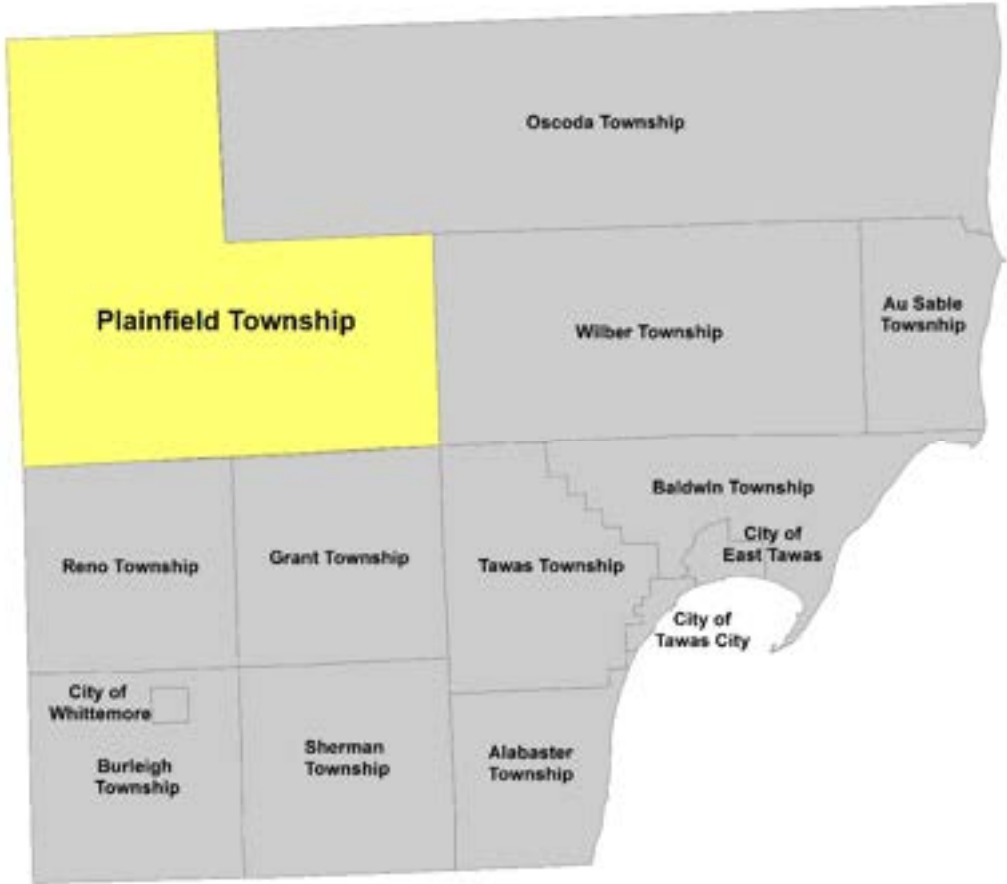 Oscoda Township
Plainfield Township
Wilber Township
Au Sable
Towsnhip
Baldwin Township
City of
East Tawas
Reno Township
Grant Township
Tawas Township
City of
Tawas City
City of
Whittemore
Burleigh
Township
Sherman
Township
Alabaster
Township